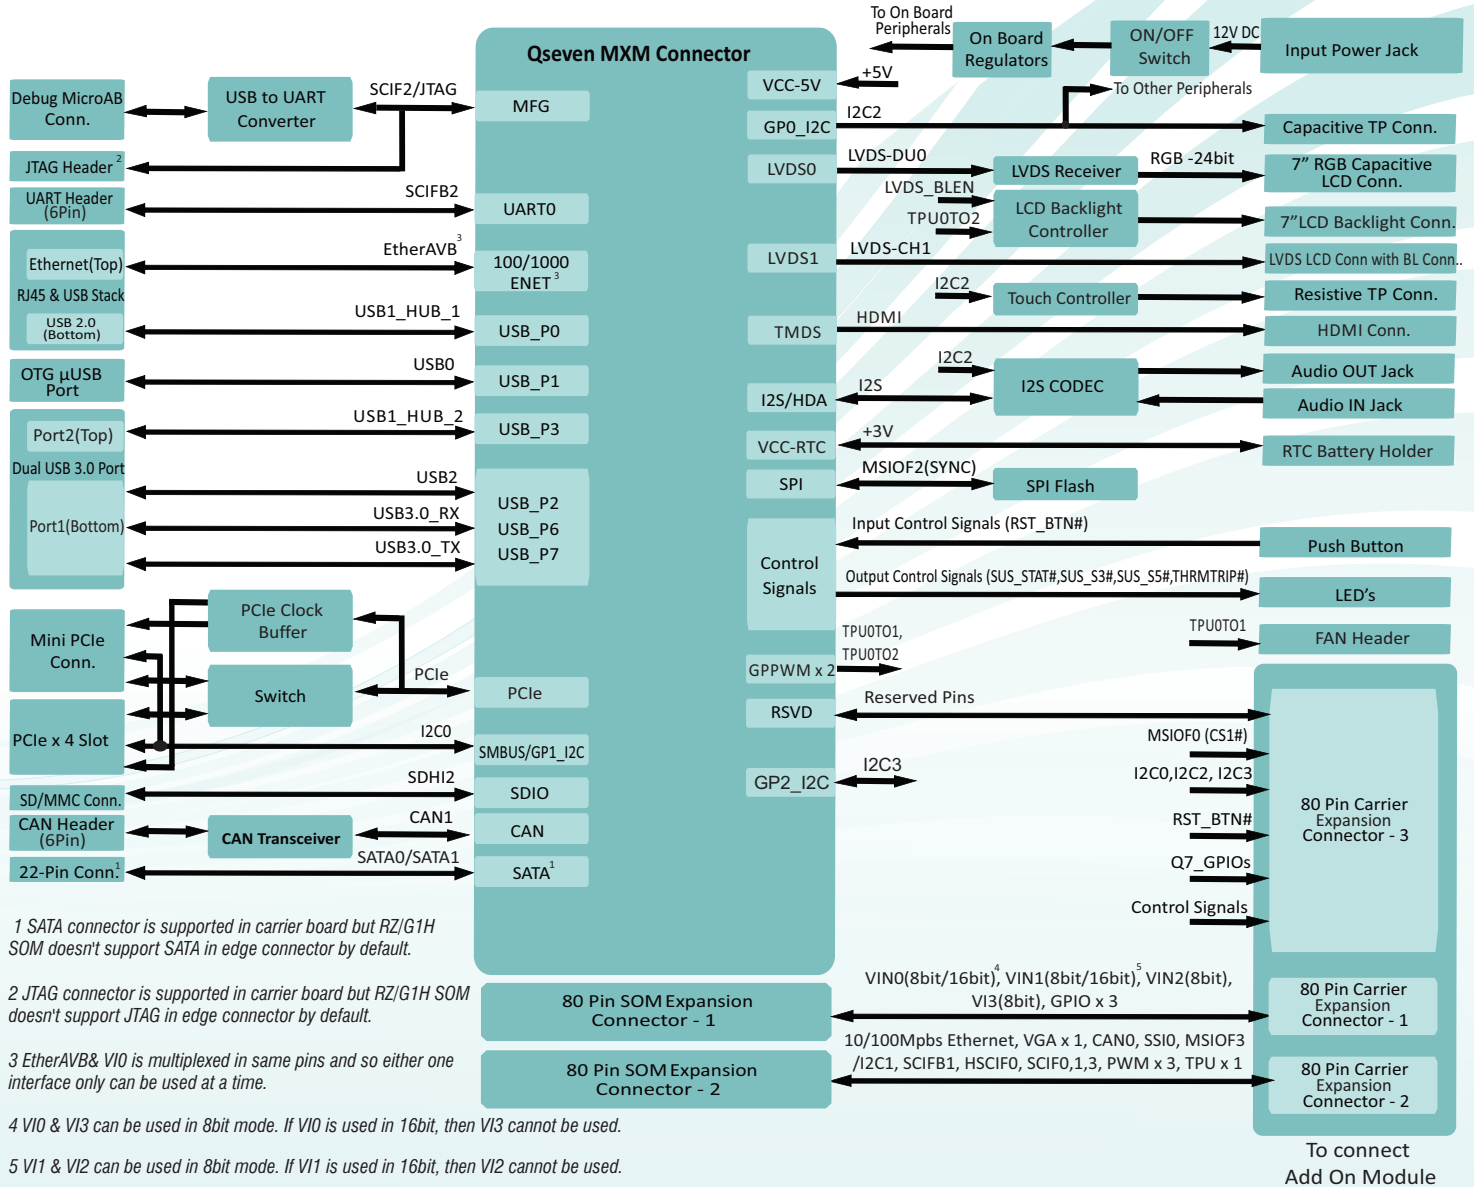 To On Board
Peripherals
On Board
Regulators
ON/OFF
Switch
12V DC
Input Power Jack
Qseven MXM Connector
Debug MicroAB
Conn.
USB to UART
Converter
SCIF2/JTAG
MFG
JTAG Header 2
UART Header
(6Pin)
SCIFB2
UART0
Ethernet(Top)
RJ45 & USB Stack
USB 2.0
(Bottom)
EtherAVB 3
100/1000
ENET 3
USB1_HUB_1
USB_P0
OTG µUSB
Port
USB0
USB_P1
Port2(Top)
Dual USB 3.0 Port
Port1(Bottom)
USB1_HUB_2
USB_P3
USB2
USB3.0_RX
USB3.0_TX
USB_P2
USB_P6
USB_P7
Mini PCIe
Conn.
PCIe Clock
Buffer
Switch
PCIe
PCIe
PCIe x 4 Slot
I2C0
SMBUS/GP1_I2C
SD/MMC Conn.
SDHI2
SDIO
CAN Header
(6Pin)
CAN Transceiver
CAN1
CAN
22-Pin Conn. 1
SATA0/SATA1
SATA 1
VCC-5V
+5V
GP0_I2C
I2C2
To Other Peripherals
Capacitive TP Conn.
LVDS0
LVDS-DU0
LVDS Receiver
RGB -24bit
7” RGB Capacitive
LCD Conn.
LVDS_BLEN
TPU0TO2
LCD Backlight
Controller
7”LCD Backlight Conn.
LVDS1
LVDS-CH1
LVDS LCD Conn with BL Conn..
I2C2
Touch Controller
Resistive TP Conn.
TMDS
HDMI
HDMI Conn.
I2C2
I2S CODEC
Audio OUT Jack
I2S/HDA
I2S
Audio IN Jack
VCC-RTC
+3V
RTC Battery Holder
SPI
MSIOF2(SYNC)
SPI Flash
Control
Signals
Input Control Signals (RST_BTN#)
Push Button
Output Control Signals (SUS_STAT#,SUS_S3#,SUS_S5#,THRMTRIP#)
LED’s
TPU0TO1,
TPU0TO2
GPPWM x 2
TPU0TO1
FAN Header
RSVD
Reserved Pins
GP2_I2C
I2C3
MSIOF0 (CS1#)
I2C0,I2C2, I2C3
RST_BTN#
Q7_GPIOs
Control Signals
80 Pin Carrier
Expansion
Connector - 3
80 Pin SOM Expansion
Connector - 1
VIN0(8bit/16bit) 4, VIN1(8bit/16bit) 5, VIN2(8bit),
VI3(8bit), GPIO x 3
80 Pin Carrier
Expansion
Connector - 1
80 Pin SOM Expansion
Connector - 2
10/100Mpbs Ethernet, VGA x 1, CAN0, SSI0, MSIOF3
/I2C1, SCIFB1, HSCIF0, SCIF0,1,3, PWM x 3, TPU x 1
80 Pin Carrier
Expansion
Connector - 2
To connect
Add On Module
1 SATA connector is supported in carrier board but RZ/G1H
SOM doesn't support SATA in edge connector by default.
2 JTAG connector is supported in carrier board but RZ/G1H SOM
doesn't support JTAG in edge connector by default.
3 EtherAVB& VI0 is multiplexed in same pins and so either one
interface only can be used at a time.
4 VI0 & VI3 can be used in 8bit mode. If VI0 is used in 16bit, then VI3 cannot be used.
5 VI1 & VI2 can be used in 8bit mode. If VI1 is used in 16bit, then VI2 cannot be used.